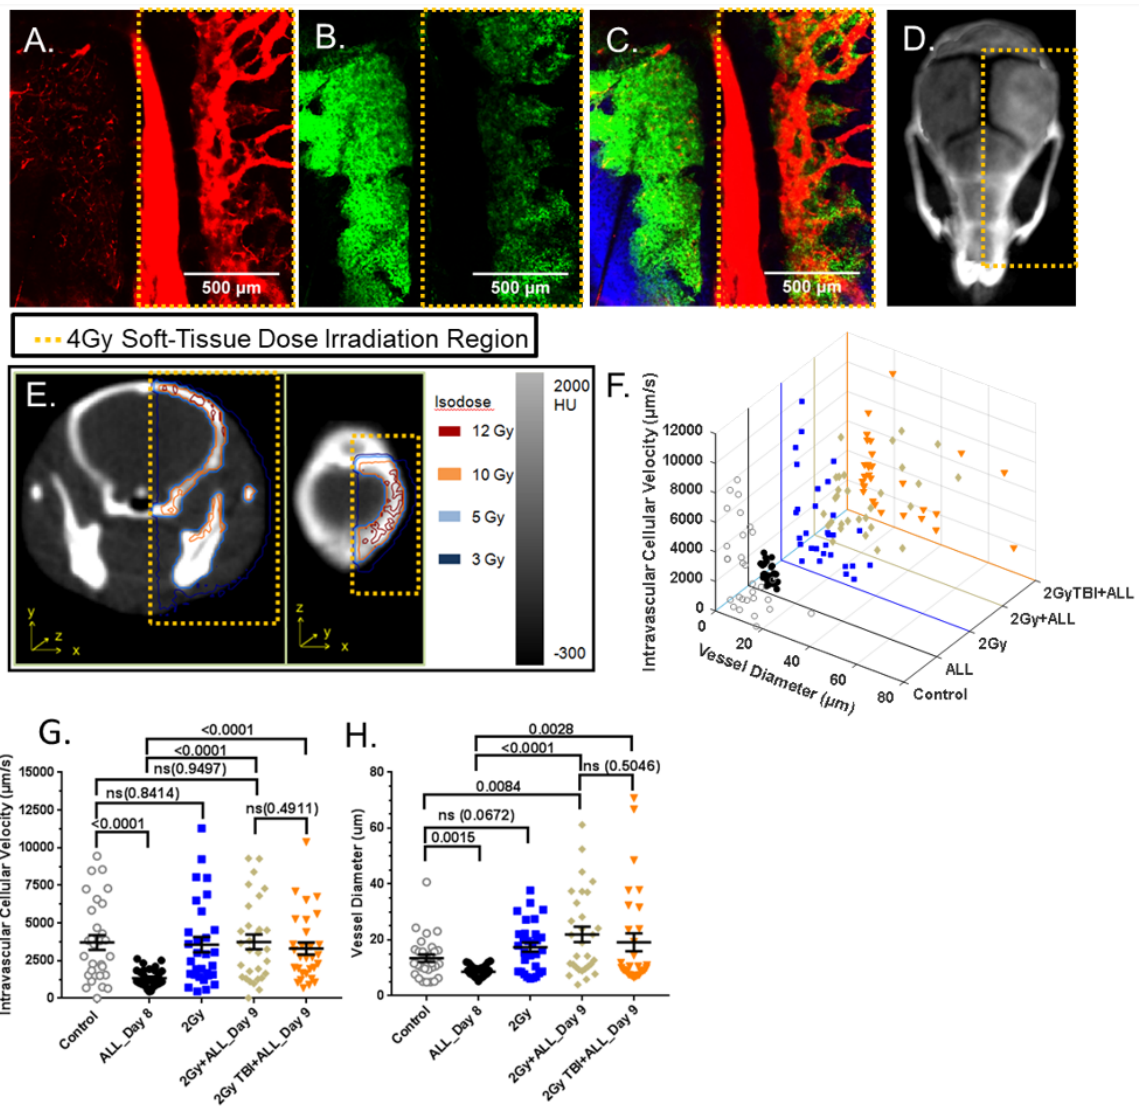 A.
B.
C.
D.
500 µm
500 µm
500 µm
4Gy Soft-Tissue Dose Irradiation Region
E.
2000
HU
-300
Isodose
12 Gy
10 Gy
5 Gy
3 Gy
y
z
x
z
y
x
F.
Intravascular Cellular Velocity (µm/s)
12000
10000
8000
6000
4000
2000
0
0
20
40
60
80
Vessel Diameter (µm)
2GyTBI+ALL
2Gy+ALL
2Gy
ALL
Control
G.
Intravascular Cellular Velocity (µm/s)
15000
12500
10000
7500
5000
2500
0
<0.0001
<0.0001
ns(0.9497)
ns(0.8414)
ns(0.4911)
<0.0001
Control
ALL_Day 8
2Gy
2Gy+ALL_Day 9
2Gy TBI+ALL_Day 9
H.
Vessel Diameter (um)
80
60
40
20
0
0.0028
<0.0001
ns (0.5046)
0.0084
ns (0.0672)
0.0015
Control
ALL_Day 8
2Gy
2Gy+ALL_Day 9
2Gy TBI+ALL_Day 9